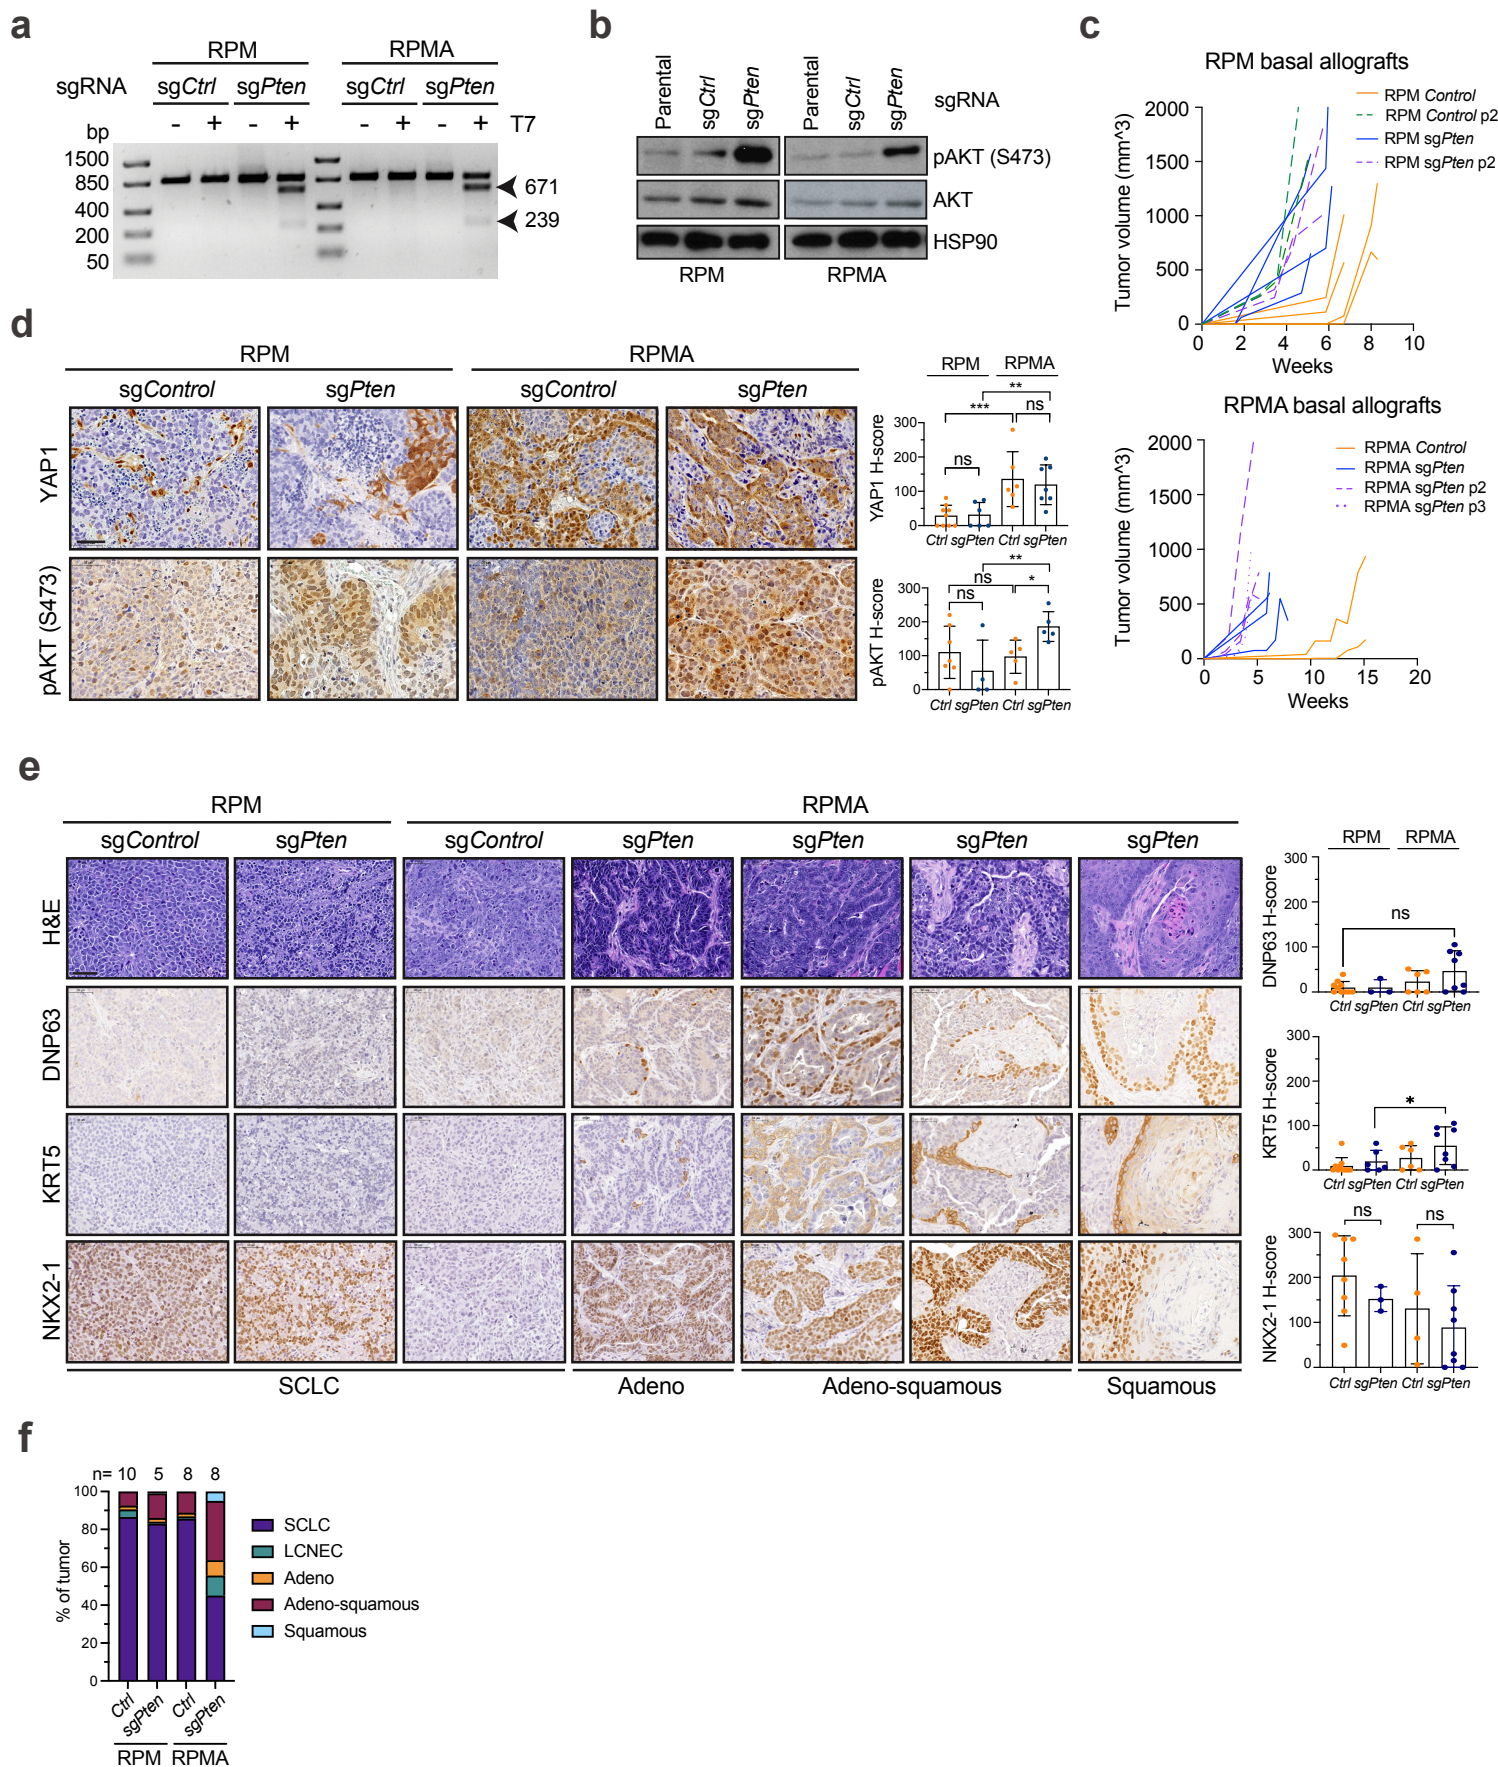 a
RPM RPMA
sgRNA sgCtrl sgPten sgCtrl sgPten
- + - + - + - + T7
bp
1500
850
400
200
50
671
239
b
Parental sgCtrl sgPten Parental sgCtrl sgPten sgRNA
pAKT (S473)
AKT
HSP90
RPM RPMA
c
RPM basal allografts
Tumor volume (mm^3)
2000
1500
1000
500
0
0 2 4 6 8 10
Weeks
RPM Control
RPM Control p2
RPM sgPten
RPM sgPten p2
RPMA basal allografts
Tumor volume (mm^3)
2000
1500
1000
500
0
0 5 10 15 20
Weeks
RPMA Control
RPMA sgPten
RPMA sgPten p2
RPMA sgPten p3
d
RPM RPMA
sgControl sgPten sgControl sgPten
YAP1
pAKT (S473)
RPM RPMA
**
*** ns
ns
YAP1 H-score
300
200
100
0
Ctrl sgPten Ctrl sgPten
**
ns *
ns
pAKT H-score
300
200
100
0
Ctrl sgPten Ctrl sgPten
e
RPM RPMA
sgControl sgPten sgControl sgPten sgPten sgPten sgPten
H&E
DNP63
KRT5
NKX2-1
SCLC Adeno Adeno-squamous Squamous
RPM RPMA
DNP63 H-score
300
200
100
0
ns
Ctrl sgPten Ctrl sgPten
KRT5 H-score
300
200
100
0
*
Ctrl sgPten Ctrl sgPten
NKX2-1 H-score
300
200
100
0
ns ns
Ctrl sgPten Ctrl sgPten
f
n= 10 5 8 8
% of tumor
100
80
60
40
20
0
Ctrl sgPten Ctrl sgPten
RPM RPMA
SCLC
LCNEC
Adeno
Adeno-squamous
Squamous